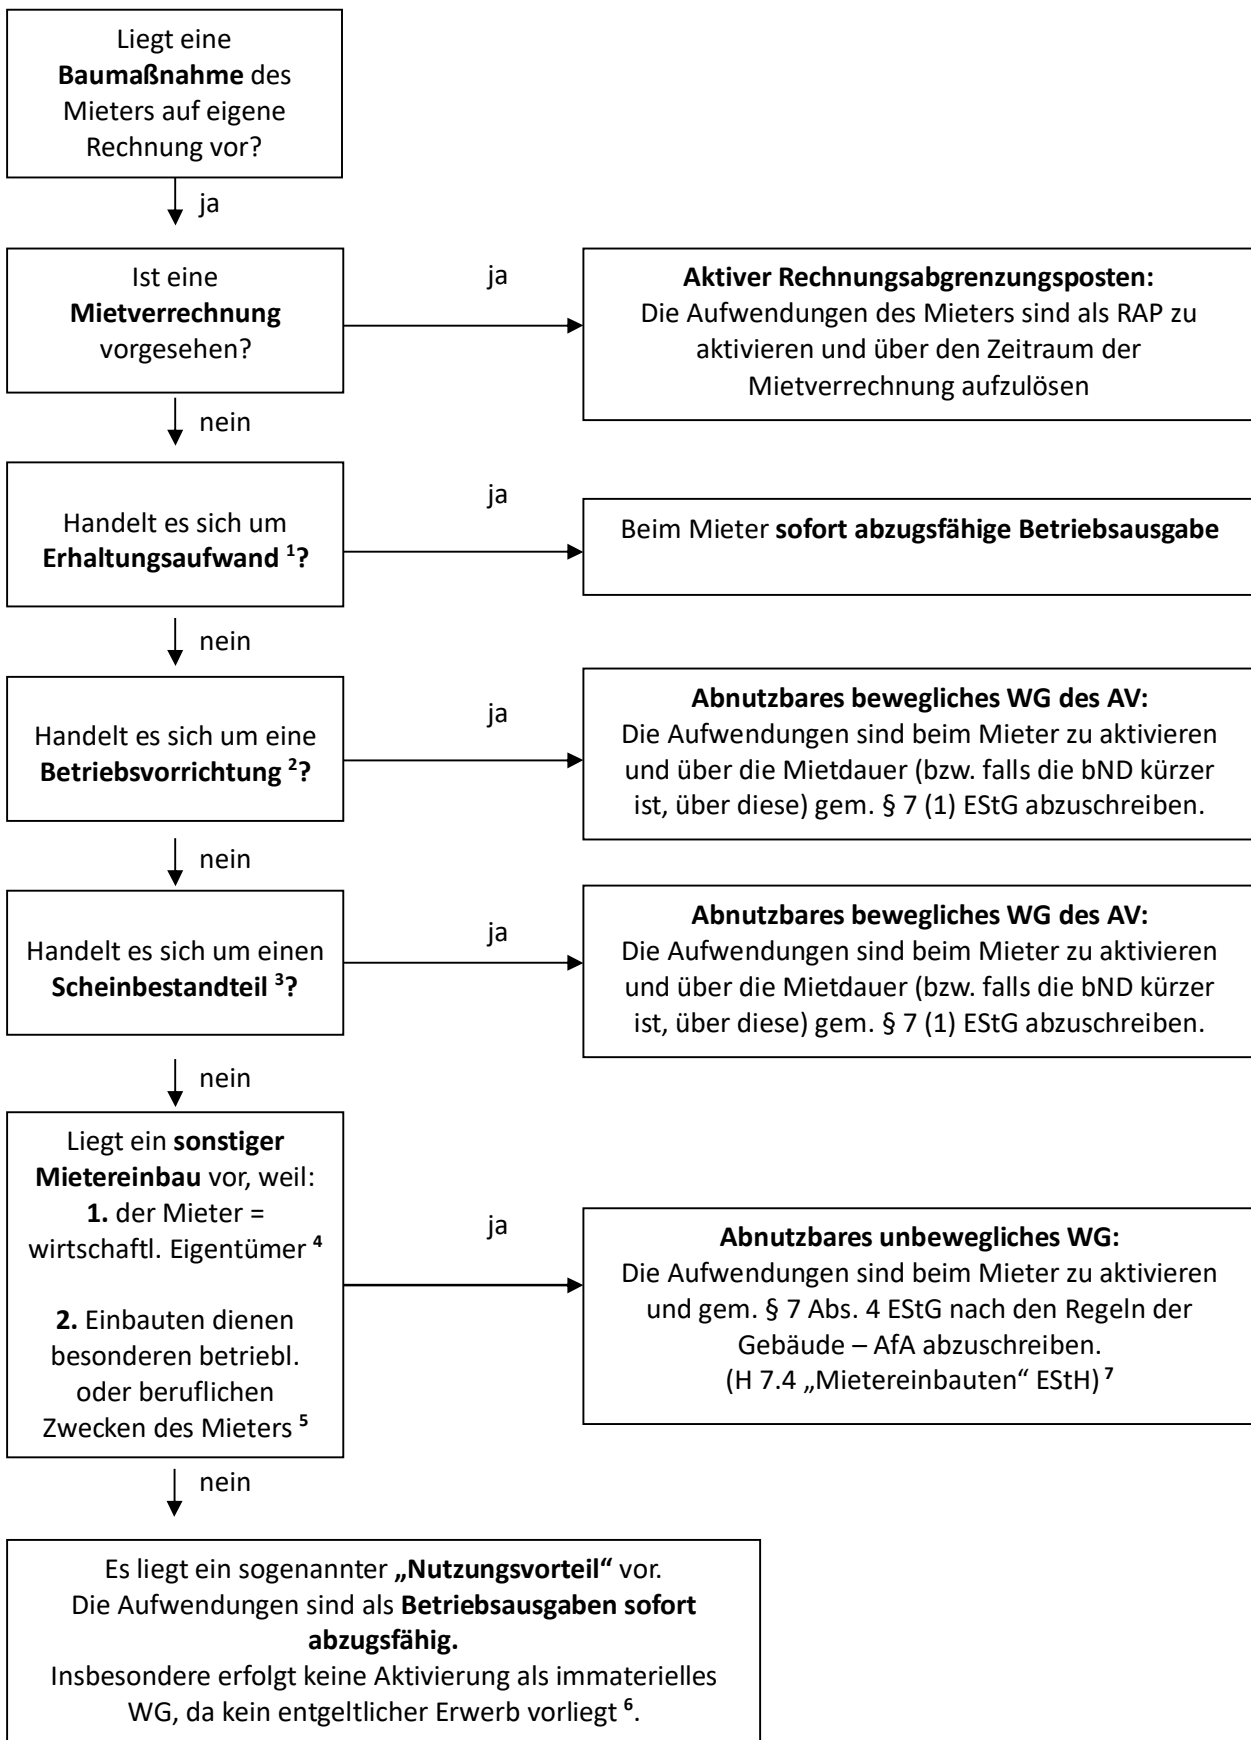 Liegt eine
Baumaßnahme des
Mieters auf eigene
Rechnung vor?
ja
Ist eine
Mietverrechnung
vorgesehen?
ja
Aktiver Rechnungsabgrenzungsposten:
Die Aufwendungen des Mieters sind als RAP zu
aktivieren und über den Zeitraum der
Mietverrechnung aufzulösen
nein
Handelt es sich um
Erhaltungsaufwand ¹?
ja
Beim Mieter sofort abzugsfähige Betriebsausgabe
nein
Handelt es sich um eine
Betriebsvorrichtung ²?
ja
Abnutzbares bewegliches WG des AV:
Die Aufwendungen sind beim Mieter zu aktivieren
und über die Mietdauer (bzw. falls die bND kürzer
ist, über diese) gem. § 7 (1) EStG abzuschreiben.
nein
Handelt es sich um einen
Scheinbestandteil ³?
ja
Abnutzbares bewegliches WG des AV:
Die Aufwendungen sind beim Mieter zu aktivieren
und über die Mietdauer (bzw. falls die bND kürzer
ist, über diese) gem. § 7 (1) EStG abzuschreiben.
nein
Liegt ein sonstiger
Mietereinbau vor, weil:
1. der Mieter =
wirtschaftl. Eigentümer ⁴
2. Einbauten dienen
besonderen betriebl.
oder beruflichen
Zwecken des Mieters ⁵
ja
Abnutzbares unbewegliches WG:
Die Aufwendungen sind beim Mieter zu aktivieren
und gem. § 7 Abs. 4 EStG nach den Regeln der
Gebäude – AfA abzuschreiben.
(H 7.4 „Mietereinbauten“ EStH) ⁷
nein
Es liegt ein sogenannter „Nutzungsvorteil“ vor.
Die Aufwendungen sind als Betriebsausgaben sofort
abzugsfähig.
Insbesondere erfolgt keine Aktivierung als immaterielles
WG, da kein entgeltlicher Erwerb vorliegt ⁶.